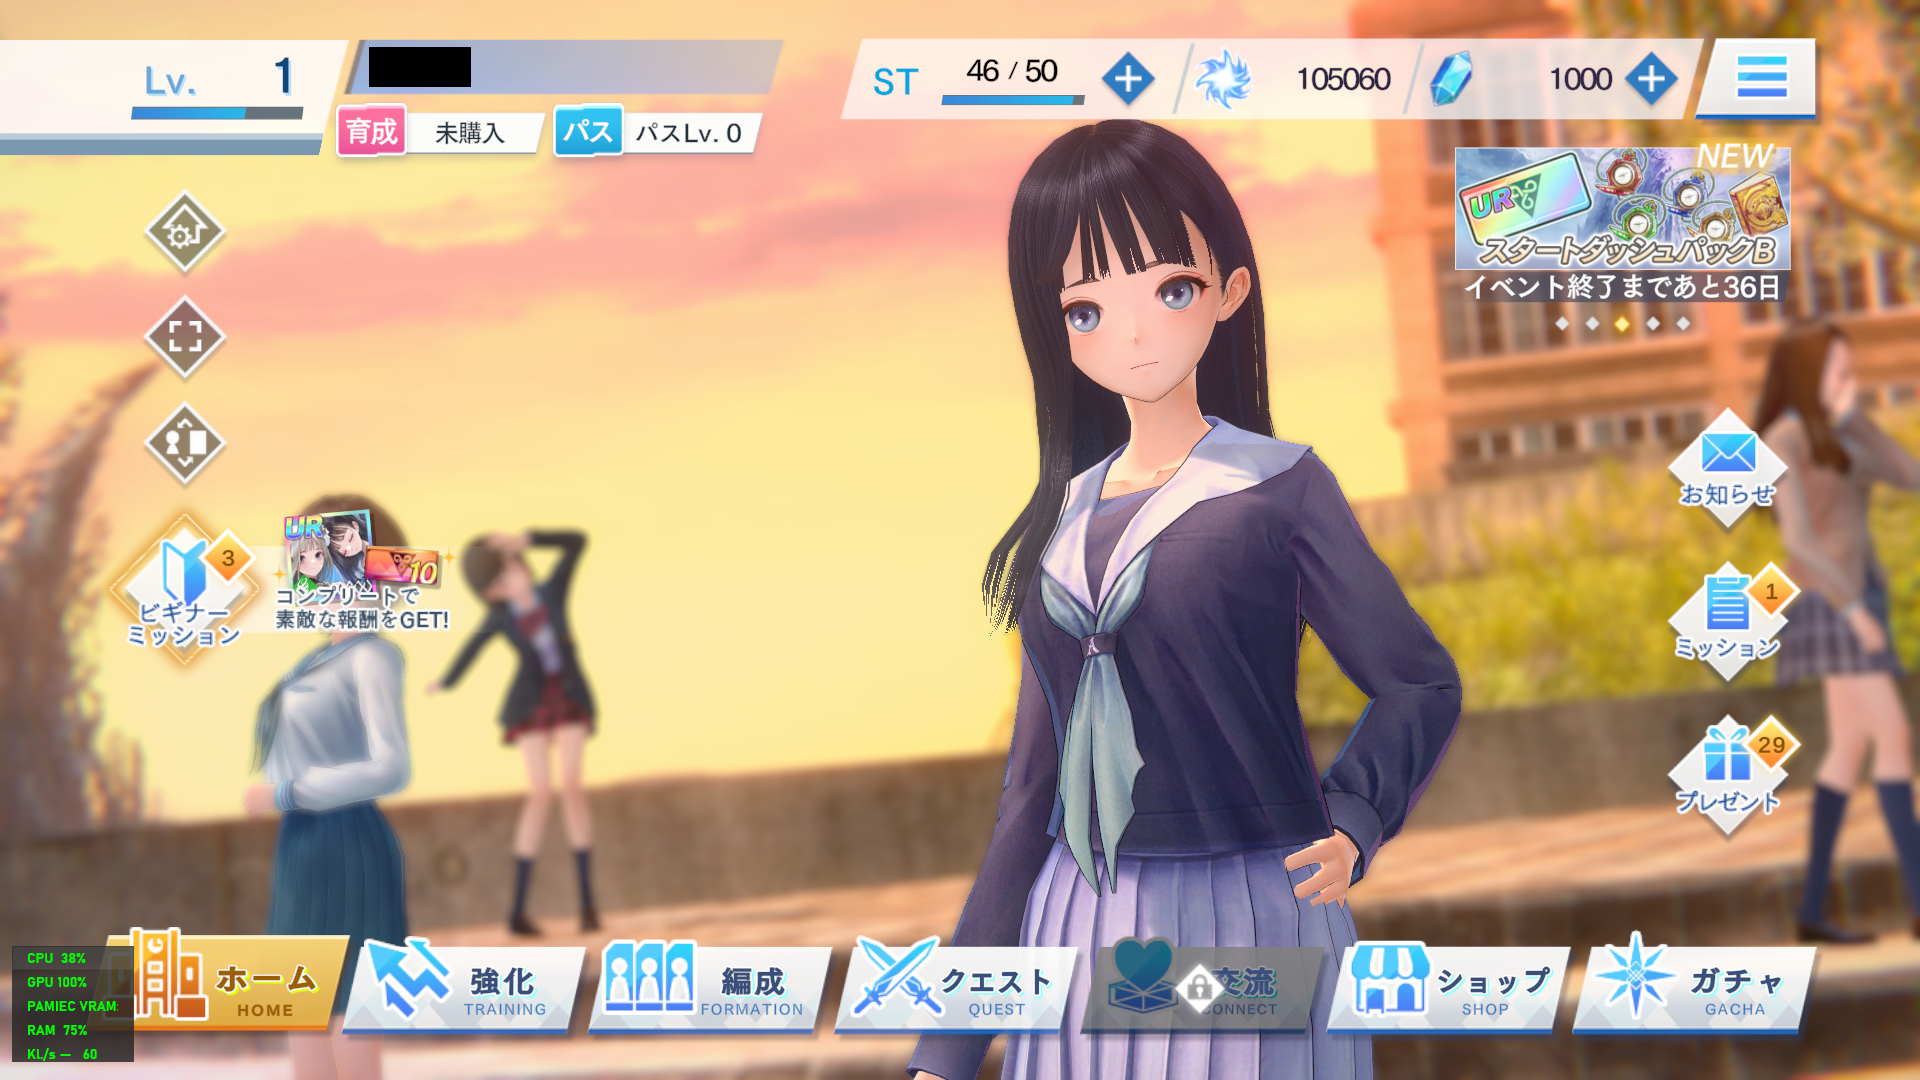 Lv. 1
ST 46 / 50
105060
1000
育成 未購入
パス パスLv. 0
NEW
UR
スタートダッシュパックB
イベント終了まであと36日
お知らせ
3
UR
10
ビギナー
ミッション
コンプリートで
素敵な報酬をGET!
1
ミッション
29
プレゼント
CPU 38%
GPU 100%
PAMIEC VRAM:
RAM 75%
Kl./s — 60
ホーム
HOME
強化
TRAINING
編成
FORMATION
クエスト
QUEST
交流
CONNECT
ショップ
SHOP
ガチャ
GACHA